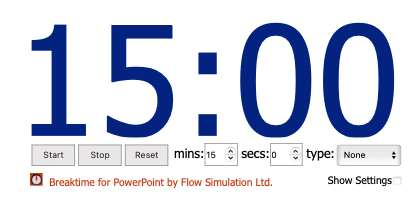 15:00
Start Stop Reset mins: 15 secs: 0 type: None
Breaktime for PowerPoint by Flow Simulation Ltd. Show Settings